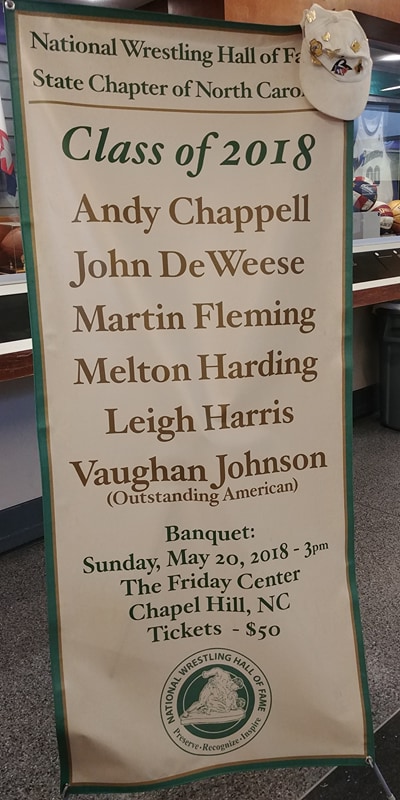 National Wrestling Hall of Fa
State Chapter of North Caro
Class of 2018
Andy Chappell
John DeWeese
Martin Fleming
Melton Harding
Leigh Harris
Vaughan Johnson
(Outstanding American)
Banquet:
Sunday, May 20, 2018 - 3pm
The Friday Center
Chapel Hill, NC
Tickets - $50
NATIONAL WRESTLING HALL OF FAME
Preserve • Recognize • Inspire